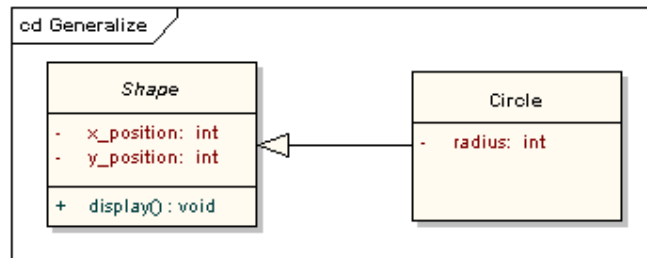 cd Generalize
Shape
- x_position: int
- y_position: int
+ display() : void
Circle
- radius: int